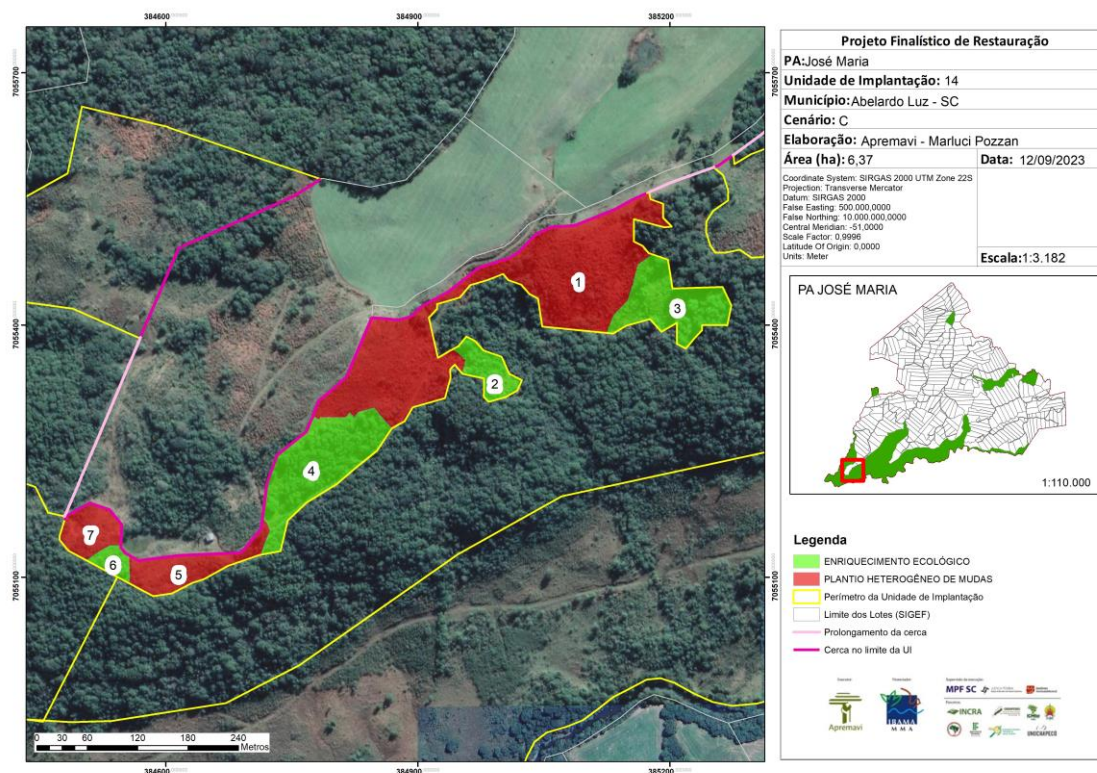 384600
384900
385200
7055700
7055400
7055100
7055700
7055400
7055100
1
3
2
4
7
6
5
0 30 60 120 180 240
Metros
384600
384900
385200
Projeto Finalístico de Restauração
PA:José Maria
Unidade de Implantação: 14
Município:Abelardo Luz - SC
Cenário: C
Elaboração: Apremavi - Marluci Pozzan
Área (ha): 6,37 Data: 12/09/2023
Coordinate System: SIRGAS 2000 UTM Zone 22S
Projection: Transverse Mercator
Datum: SIRGAS 2000
False Easting: 500.000,0000
False Northing: 10.000.000,0000
Central Meridian: -51,0000
Scale Factor: 0,9996
Latitude Of Origin: 0,0000
Units: Meter
Escala:1:3.182
PA JOSÉ MARIA
1:110.000
Legenda
ENRIQUECIMENTO ECOLÓGICO
PLANTIO HETEROGÊNEO DE MUDAS
Perímetro da Unidade de Implantação
Limite dos Lotes (SIGEF)
Prolongamento da cerca
Cerca no limite da UI
Apremavi
IBAMA
MMA
MPF SC
INCRA
UNOCHAPECÓ